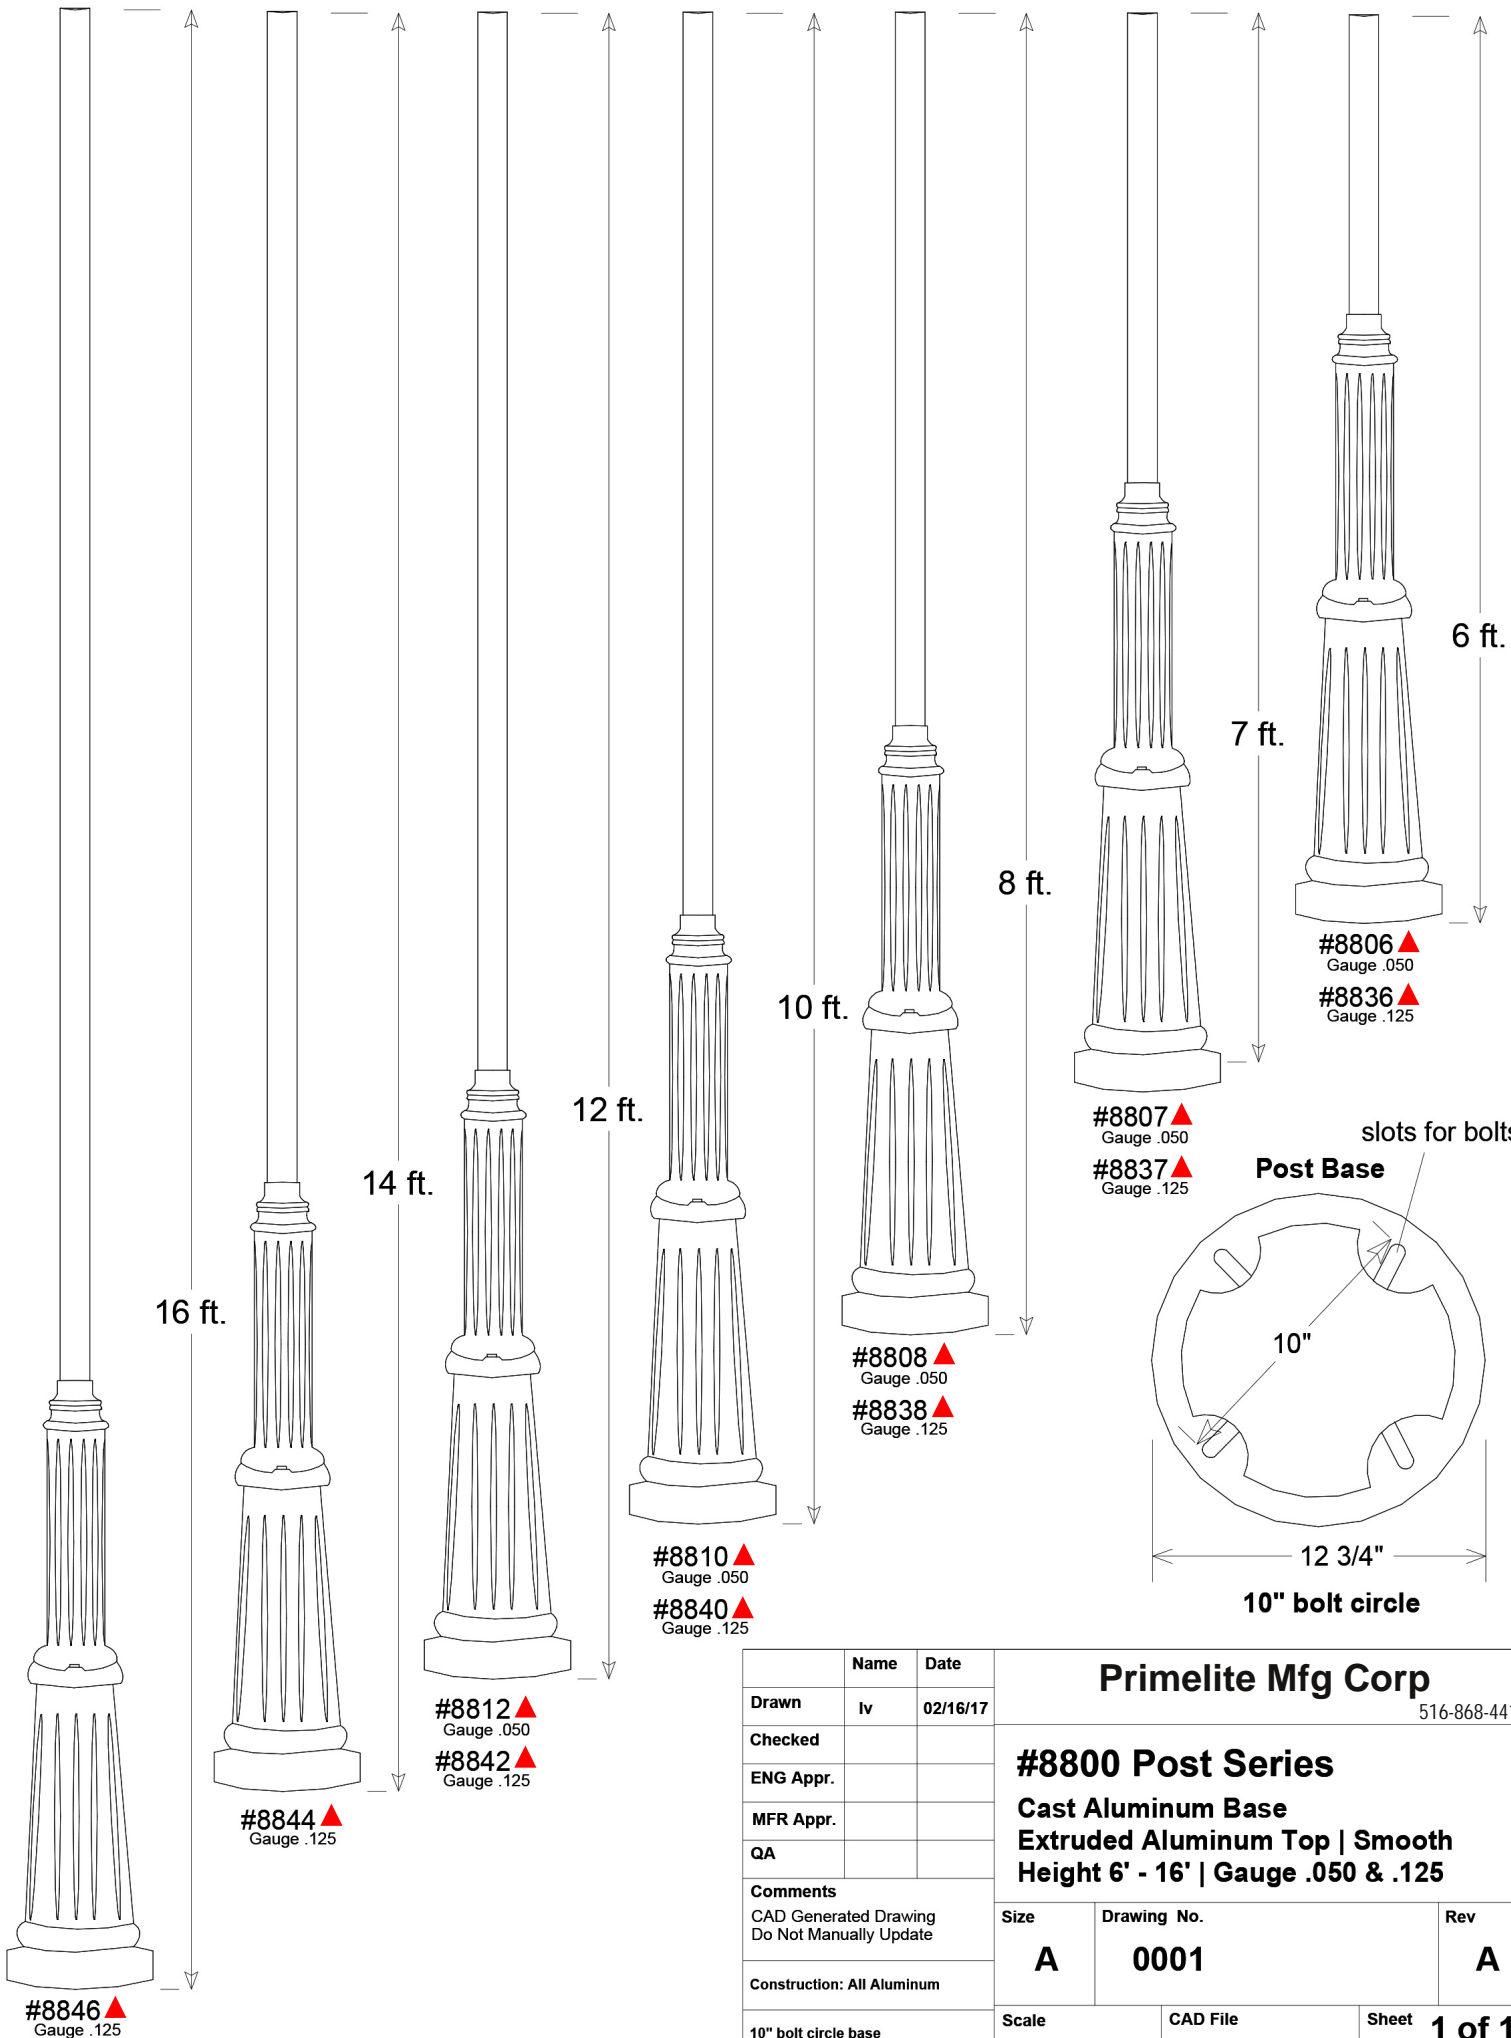 6 ft.
7 ft.
8 ft.
10 ft.
12 ft.
14 ft.
16 ft.
#8806
Gauge .050
#8836
Gauge .125
#8807
Gauge .050
#8837
Gauge .125
#8808
Gauge .050
#8838
Gauge .125
#8810
Gauge .050
#8840
Gauge .125
#8812
Gauge .050
#8842
Gauge .125
#8844
Gauge .125
#8846
Gauge .125
slots for bolts
Post Base
10"
12 3/4"
10" bolt circle
Name Date
Drawn lv 02/16/17
Checked
ENG Appr.
MFR Appr.
QA
Comments
CAD Generated Drawing
Do Not Manually Update
Construction: All Aluminum
10" bolt circle base
Primelite Mfg Corp
516-868-44
#8800 Post Series
Cast Aluminum Base
Extruded Aluminum Top | Smooth
Height 6' - 16' | Gauge .050 & .125
Size Drawing No. Rev
A 0001 A
Scale CAD File Sheet 1 of 1